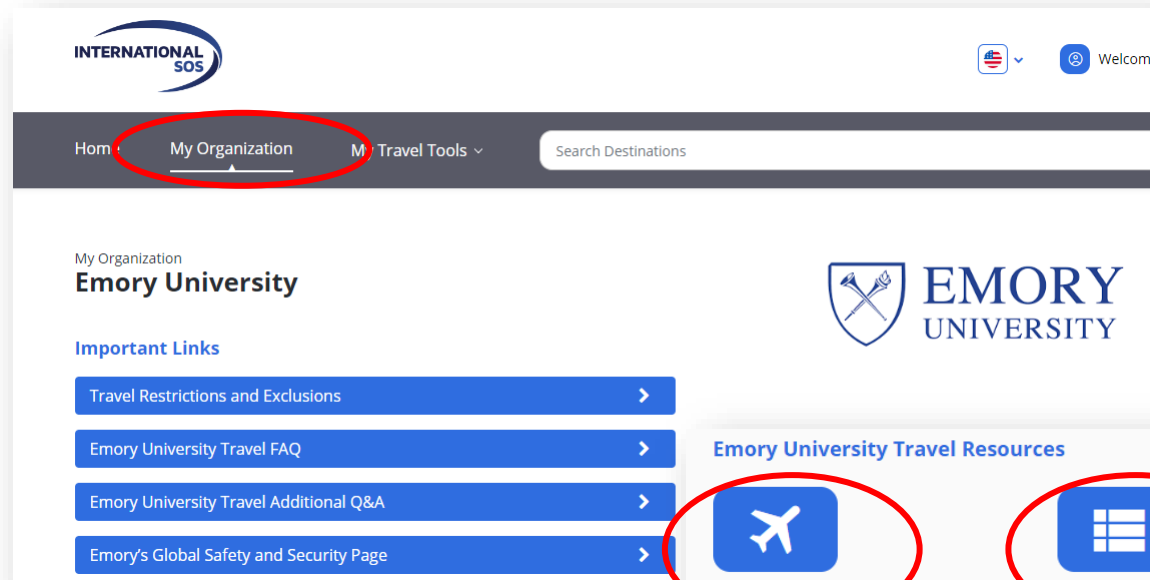 INTERNATIONAL
SOS
Home My Organization My Travel Tools Search Destinations
My Organization
Emory University
EMORY
UNIVERSITY
Important Links
Travel Restrictions and Exclusions
Emory University Travel FAQ
Emory University Travel Additional Q&A
Emory's Global Safety and Security Page
Emory University Travel Resources